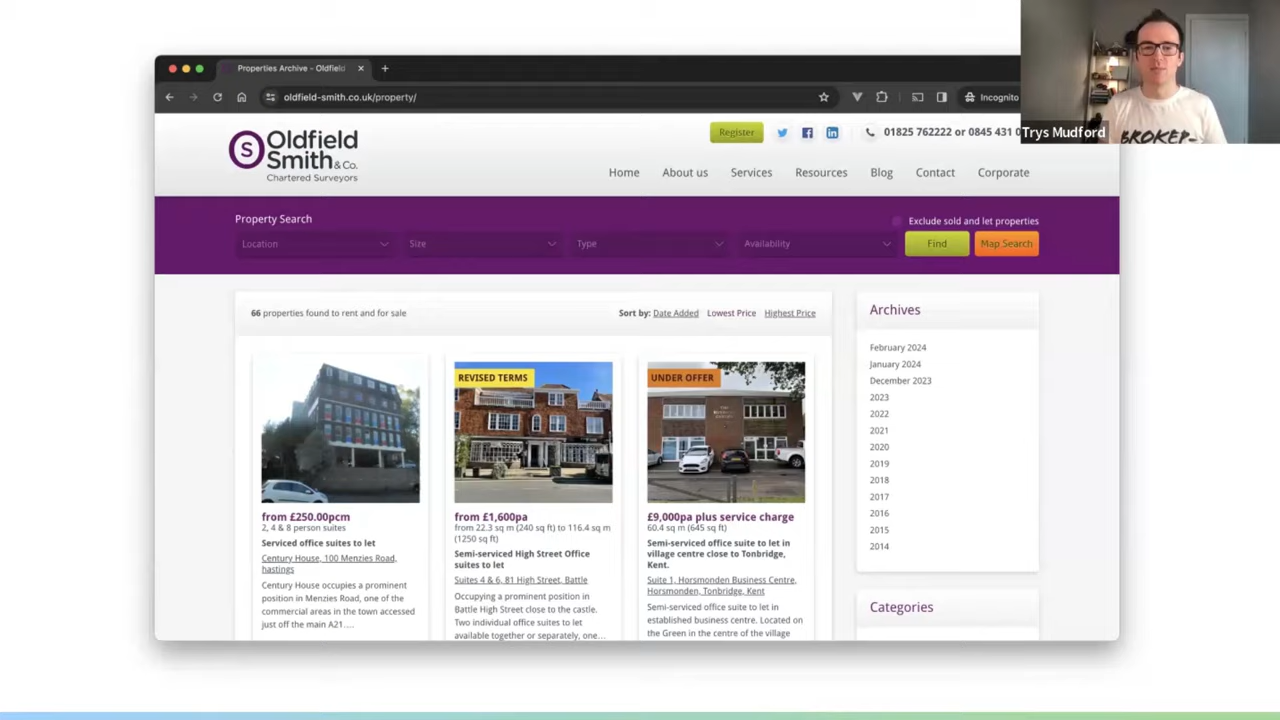 Properties Archive – Oldfield
oldfield-smith.co.uk/property/
Incognito
Trys Mudford
BROKEP-
S
Oldfield
Smith & Co.
Chartered Surveyors
Register
01825 762222 or 0845 431 0
Home
About us
Services
Resources
Blog
Contact
Corporate
Property Search
Exclude sold and let properties
Location
Size
Type
Availability
Find
Map Search
66 properties found to rent and for sale
Sort by: Date Added Lowest Price Highest Price
from £250.00pcm
2, 4 & 8 person suites
Serviced office suites to let
Century House, 100 Menzies Road,
hastings
Century House occupies a prominent
position in Menzies Road, one of the
commercial areas in the town accessed
just off the main A21....
REVISED TERMS
from £1,600pa
from 22.3 sq m (240 sq ft) to 116.4 sq m
(1250 sq ft)
Semi-serviced High Street Office
suites to let
Suites 4 & 6, 81 High Street, Battle
Occupying a prominent position in
Battle High Street close to the castle.
Two individual office suites to let
available together or separately, one...
UNDER OFFER
£9,000pa plus service charge
60.4 sq m (645 sq ft)
Semi-serviced office suite to let in
village centre close to Tonbridge,
Kent.
Suite 1, Horsmonden Business Centre,
Horsmonden, Tonbridge, Kent
Semi-serviced office suite to let in
established business centre. Located on
the Green in the centre of the village
Archives
February 2024
January 2024
December 2023
2023
2022
2021
2020
2019
2018
2017
2016
2015
2014
Categories